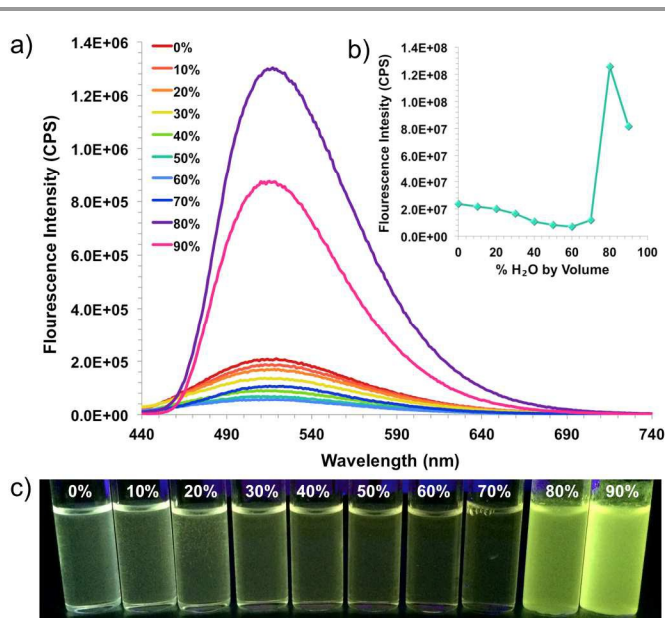 a)
1.4E+06
1.2E+06
1.0E+06
8.0E+05
6.0E+05
4.0E+05
2.0E+05
0.0E+00
Flourescence Intensity (CPS)
0%
10%
20%
30%
40%
50%
60%
70%
80%
90%
440 490 540 590 640 690 740
Wavelength (nm)
b)
1.4E+08
1.2E+08
1.0E+08
8.0E+07
6.0E+07
4.0E+07
2.0E+07
0.0E+00
Flourescence Intesity (CPS)
0 20 40 60 80 100
% H₂O by Volume
c)
0% 10% 20% 30% 40% 50% 60% 70% 80% 90%